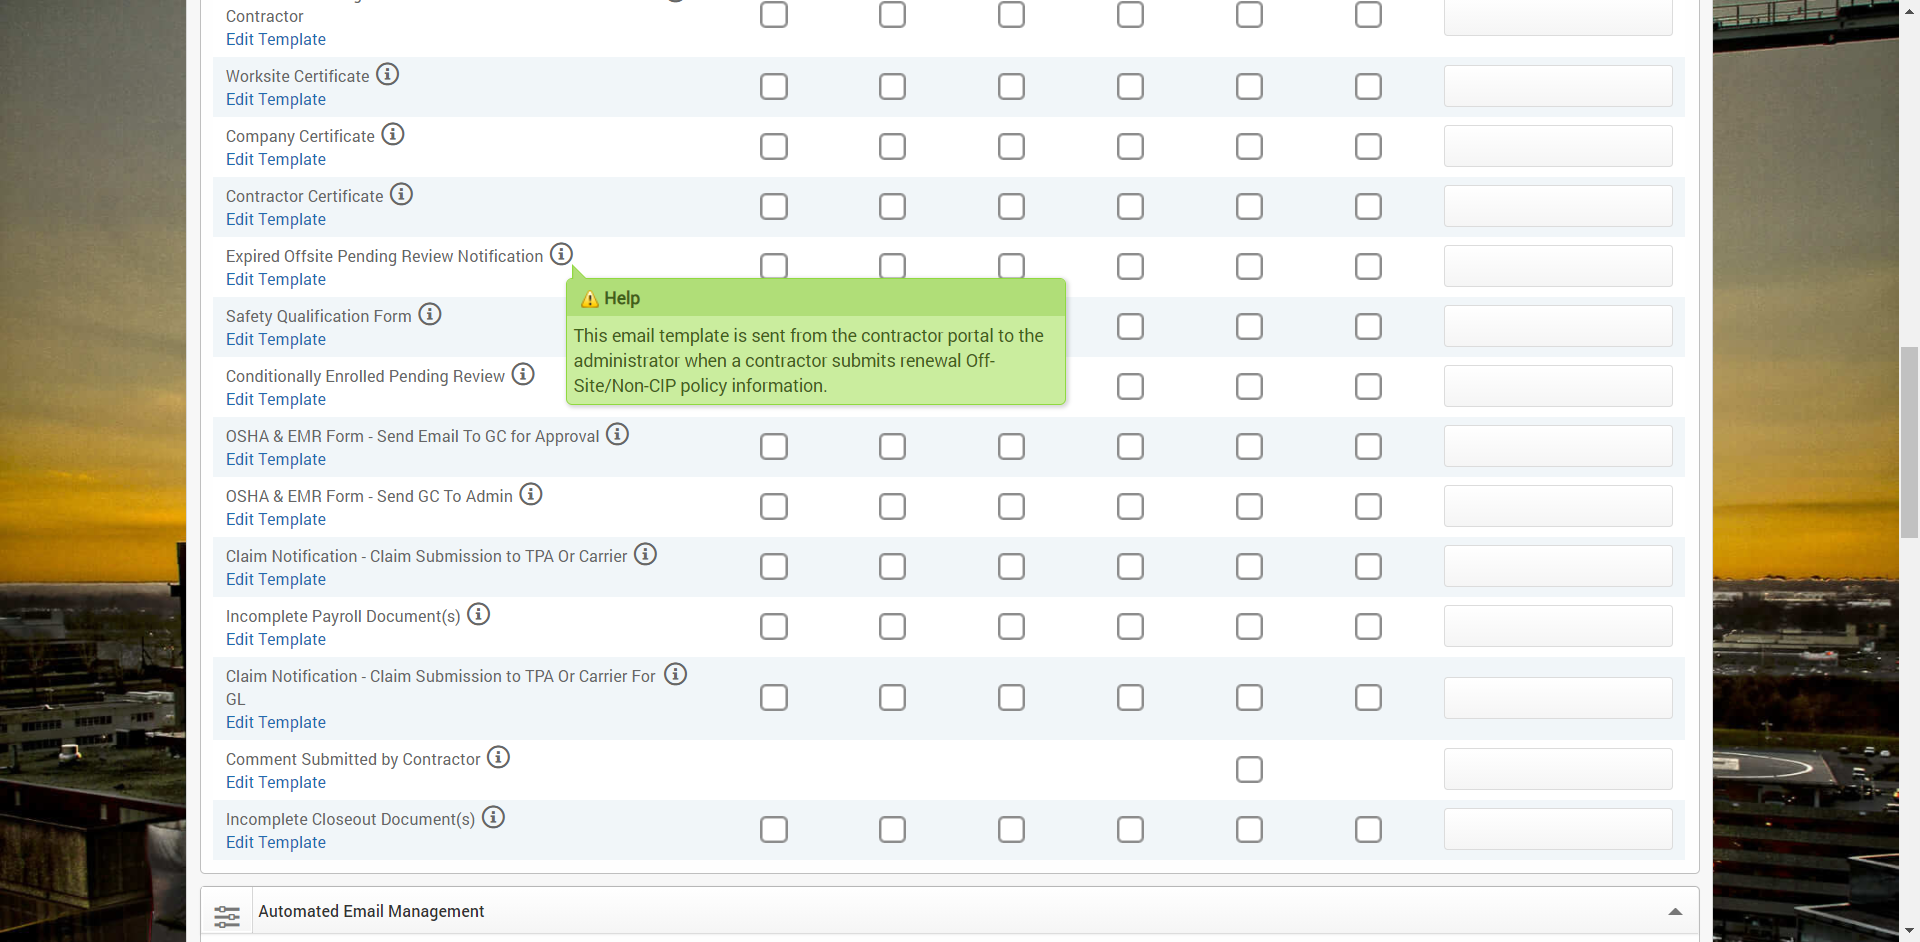 Contractor
Edit Template
Worksite Certificate
Edit Template
Company Certificate
Edit Template
Contractor Certificate
Edit Template
Expired Offsite Pending Review Notification
Edit Template
Help
This email template is sent from the contractor portal to the
administrator when a contractor submits renewal Off-
Site/Non-CIP policy information.
Safety Qualification Form
Edit Template
Conditionally Enrolled Pending Review
Edit Template
OSHA & EMR Form - Send Email To GC for Approval
Edit Template
OSHA & EMR Form - Send GC To Admin
Edit Template
Claim Notification - Claim Submission to TPA Or Carrier
Edit Template
Incomplete Payroll Document(s)
Edit Template
Claim Notification - Claim Submission to TPA Or Carrier For
GL
Edit Template
Comment Submitted by Contractor
Edit Template
Incomplete Closeout Document(s)
Edit Template
Automated Email Management